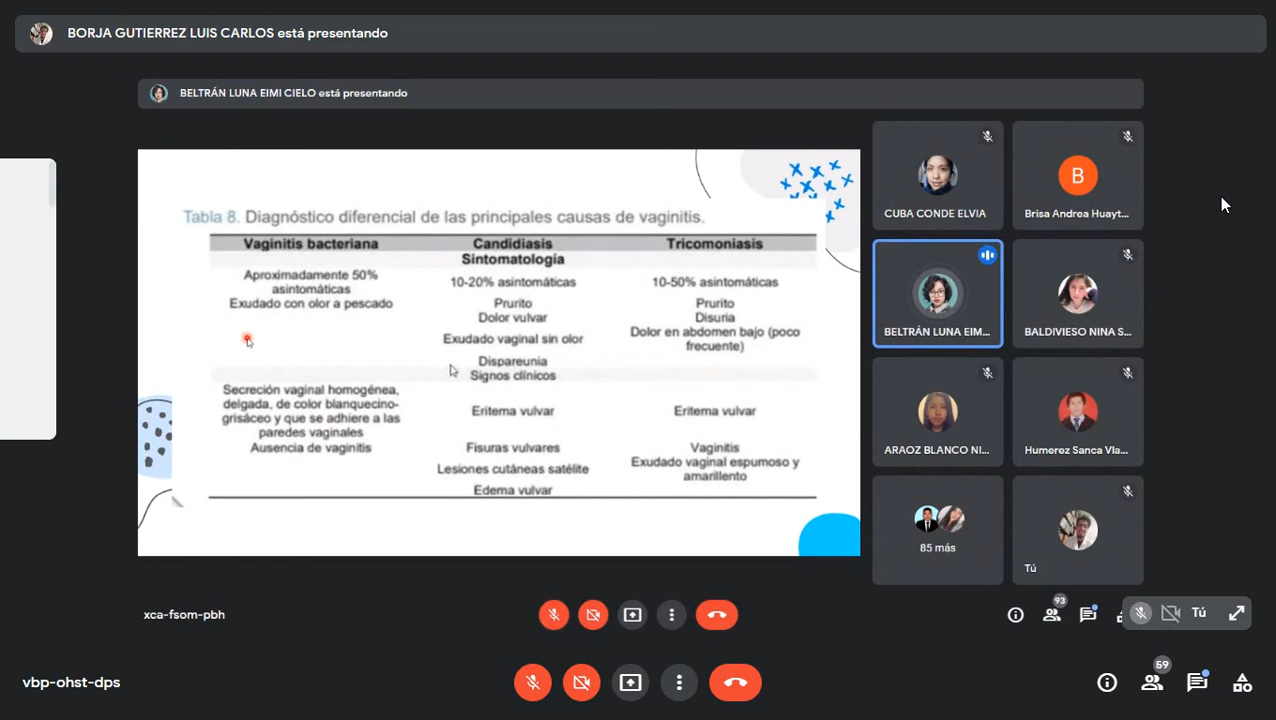 BORJA GUTIERREZ LUIS CARLOS está presentando
BELTRÁN LUNA EIMI CIELO está presentando
Tabla 8. Diagnóstico diferencial de las principales causas de vaginitis.
Vaginitis bacteriana Candidiasis Tricomoniasis
Sintomatología
Aproximadamente 50%
asintomáticas
Exudado con olor a pescado
10-20% asintomáticas
Prurito
Dolor vulvar
Exudado vaginal sin olor
Dispareunia
10-50% asintomáticas
Prurito
Disuria
Dolor en abdomen bajo (poco
frecuente)
Signos clínicos
Secreción vaginal homogénea,
delgada, de color blanquecino-
grisáceo y que se adhiere a las
paredes vaginales
Ausencia de vaginitis
Eritema vulvar
Fisuras vulvares
Lesiones cutáneas satélite
Edema vulvar
Eritema vulvar
Vaginitis
Exudado vaginal espumoso y
amarillento
CUBA CONDE ELVIA
B
Brisa Andrea Huayt...
BELTRÁN LUNA EIM...
BALDIVIESO NINA S...
ARAOZ BLANCO NI...
Humerez Sanca Vla...
85 más
Tú
xca-fsom-pbh
93
Tú
vbp-ohst-dps
59